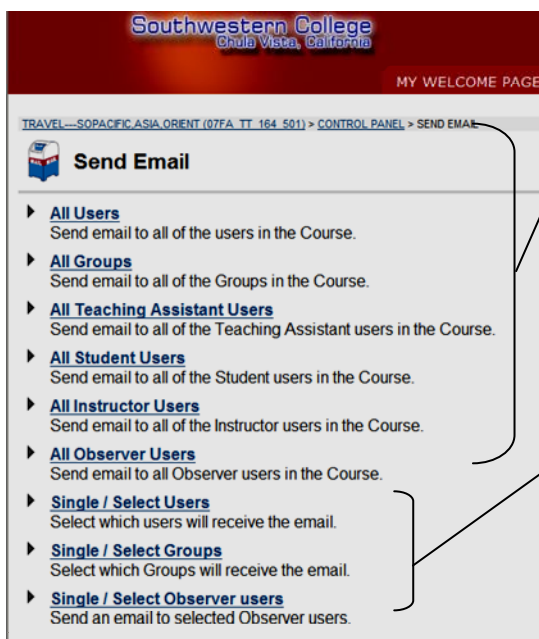 Southwestern College
Chula Vista, California
MY WELCOME PAGE
TRAVEL---SOPACIFIC,ASIA,ORIENT (07FA_TT_164_501) > CONTROL PANEL > SEND EMAIL
Send Email
All Users
Send email to all of the users in the Course.
All Groups
Send email to all of the Groups in the Course.
All Teaching Assistant Users
Send email to all of the Teaching Assistant users in the Course.
All Student Users
Send email to all of the Student users in the Course.
All Instructor Users
Send email to all of the Instructor users in the Course.
All Observer Users
Send email to all Observer users in the Course.
Single / Select Users
Select which users will receive the email.
Single / Select Groups
Select which Groups will receive the email.
Single / Select Observer users
Send an email to selected Observer users.